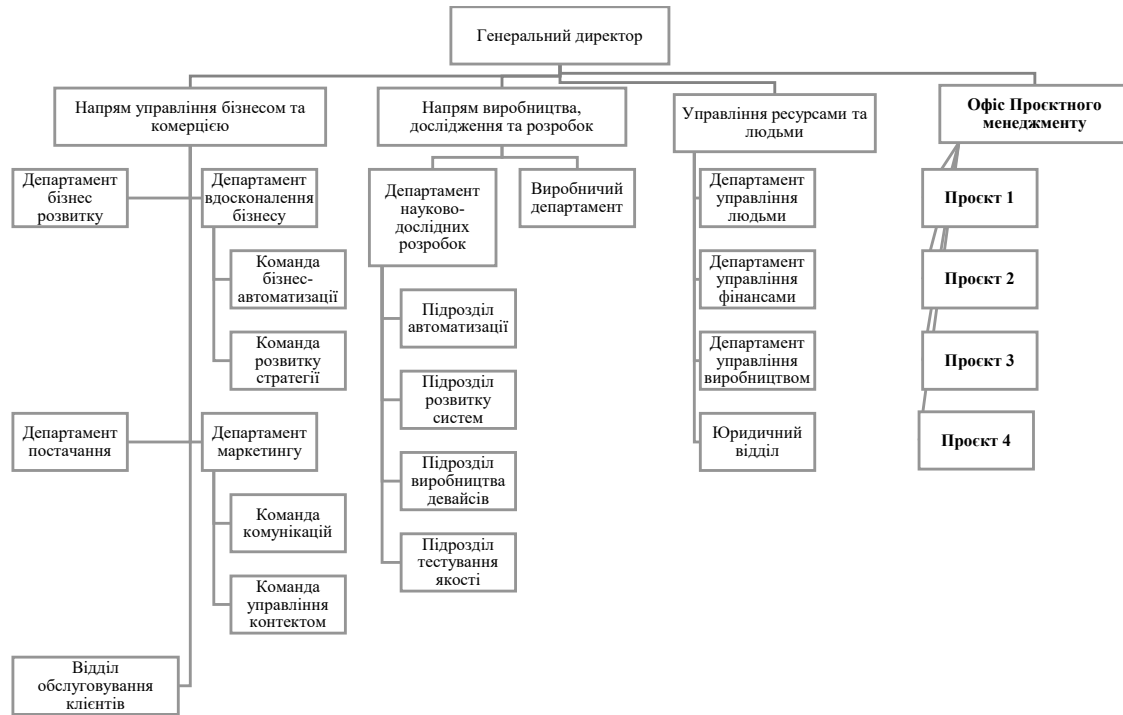 Генеральний директор
Напрям управління бізнесом та
комерцією
Напрям виробництва,
дослідження та розробок
Управління ресурсами та
людьми
Офіс Проєктного
менеджменту
Департамент
бізнес
розвитку
Департамент
вдосконалення
бізнесу
Команда
бізнес-
автоматизації
Команда
розвитку
стратегії
Департамент
постачання
Департамент
маркетингу
Команда
комунікацій
Команда
управління
контектом
Відділ
обслуговування
клієнтів
Департамент
науково-
дослідних
розробок
Виробничий
департамент
Підрозділ
автоматизації
Підрозділ
розвитку
систем
Підрозділ
виробництва
девайсів
Підрозділ
тестування
якості
Департамент
управління
людьми
Департамент
управління
фінансами
Департамент
управління
виробництвом
Юридичний
відділ
Проєкт 1
Проєкт 2
Проєкт 3
Проєкт 4